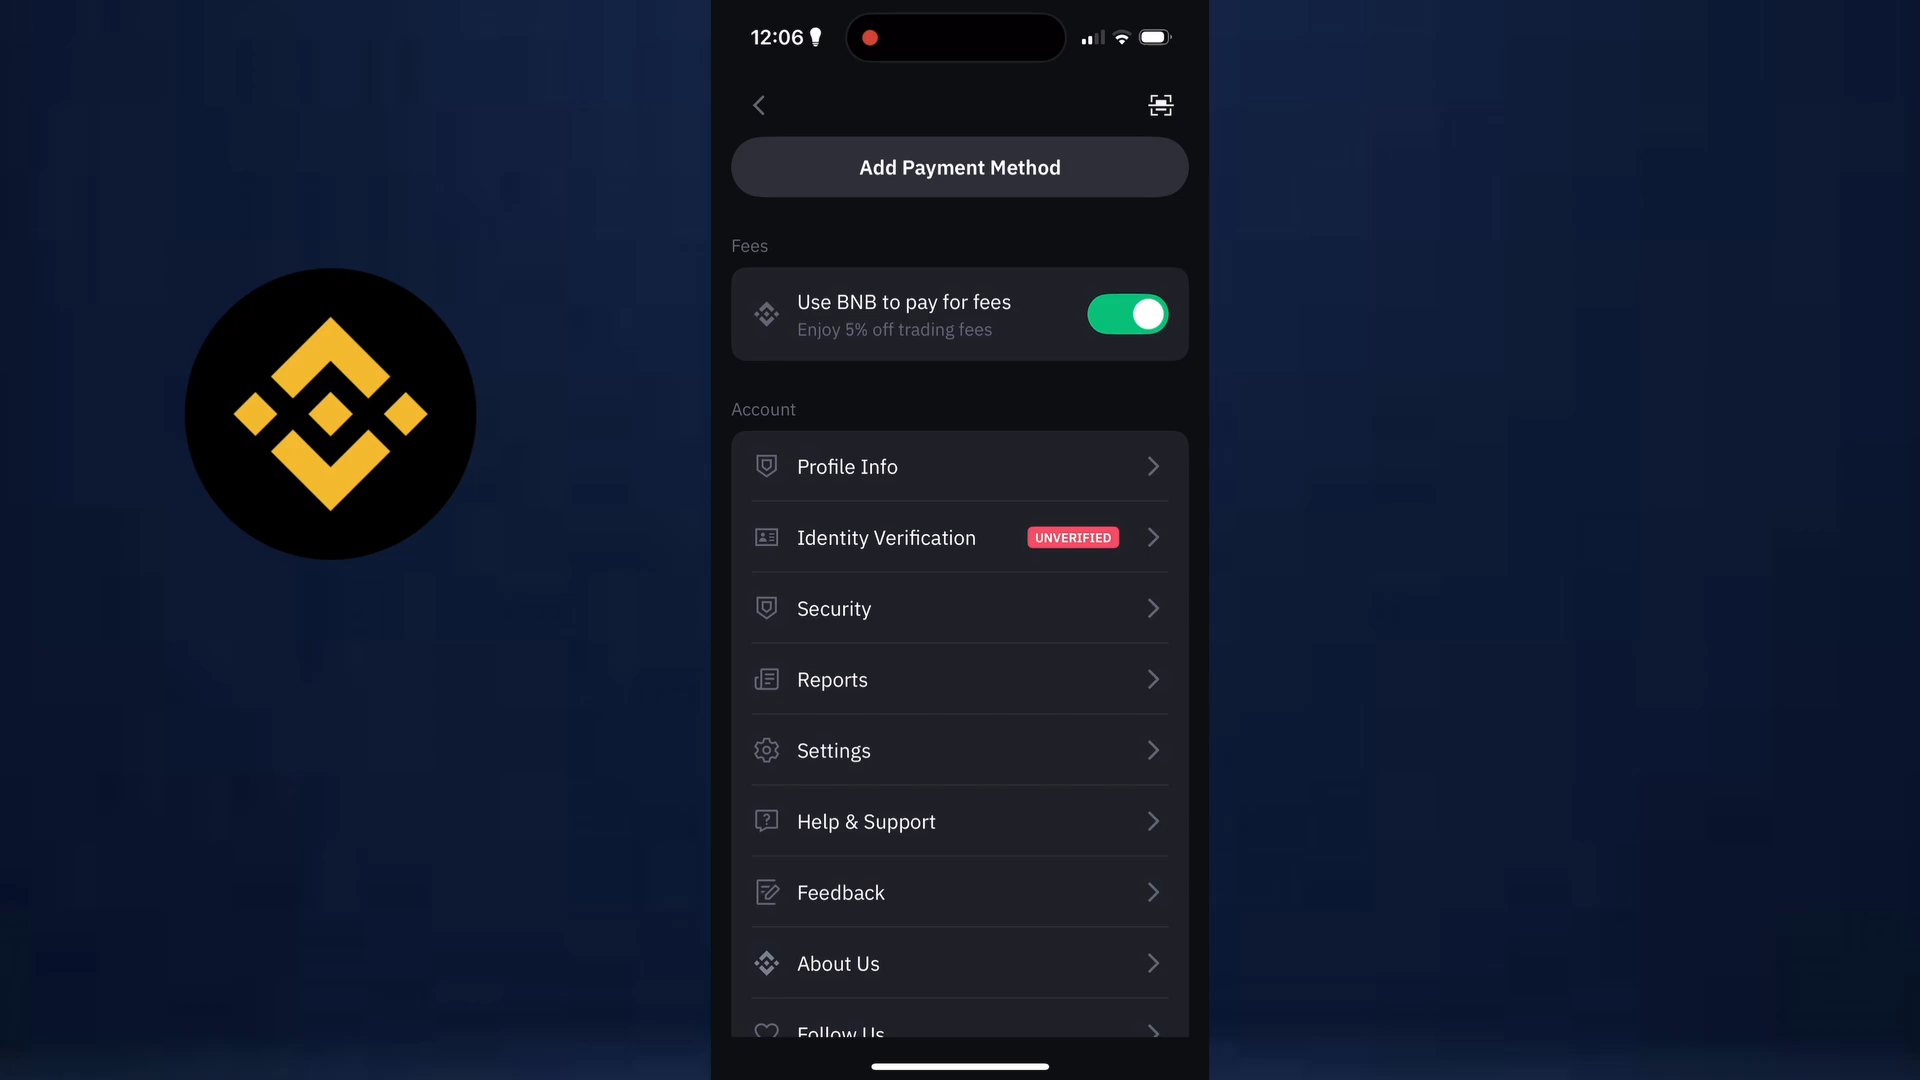 12:06
Add Payment Method
Fees
Use BNB to pay for fees
Enjoy 5% off trading fees
Account
Profile Info
Identity Verification UNVERIFIED
Security
Reports
Settings
Help & Support
Feedback
About Us
Follow Us